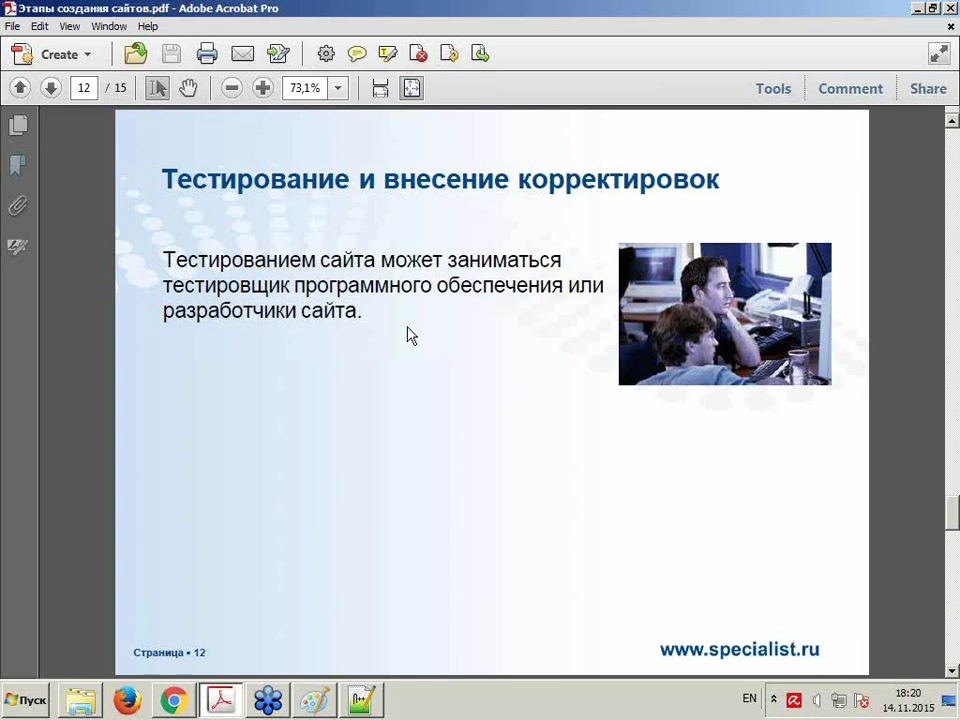 Этапы создания сайтов.pdf - Adobe Acrobat Pro
File Edit View Window Help
Create
12 / 15
73,1%
Tools Comment Share
Тестирование и внесение корректировок
Тестированием сайта может заниматься
тестировщик программного обеспечения или
разработчики сайта.
Страница ▪ 12
www.specialist.ru
Пуск
EN
18:20
14.11.2015